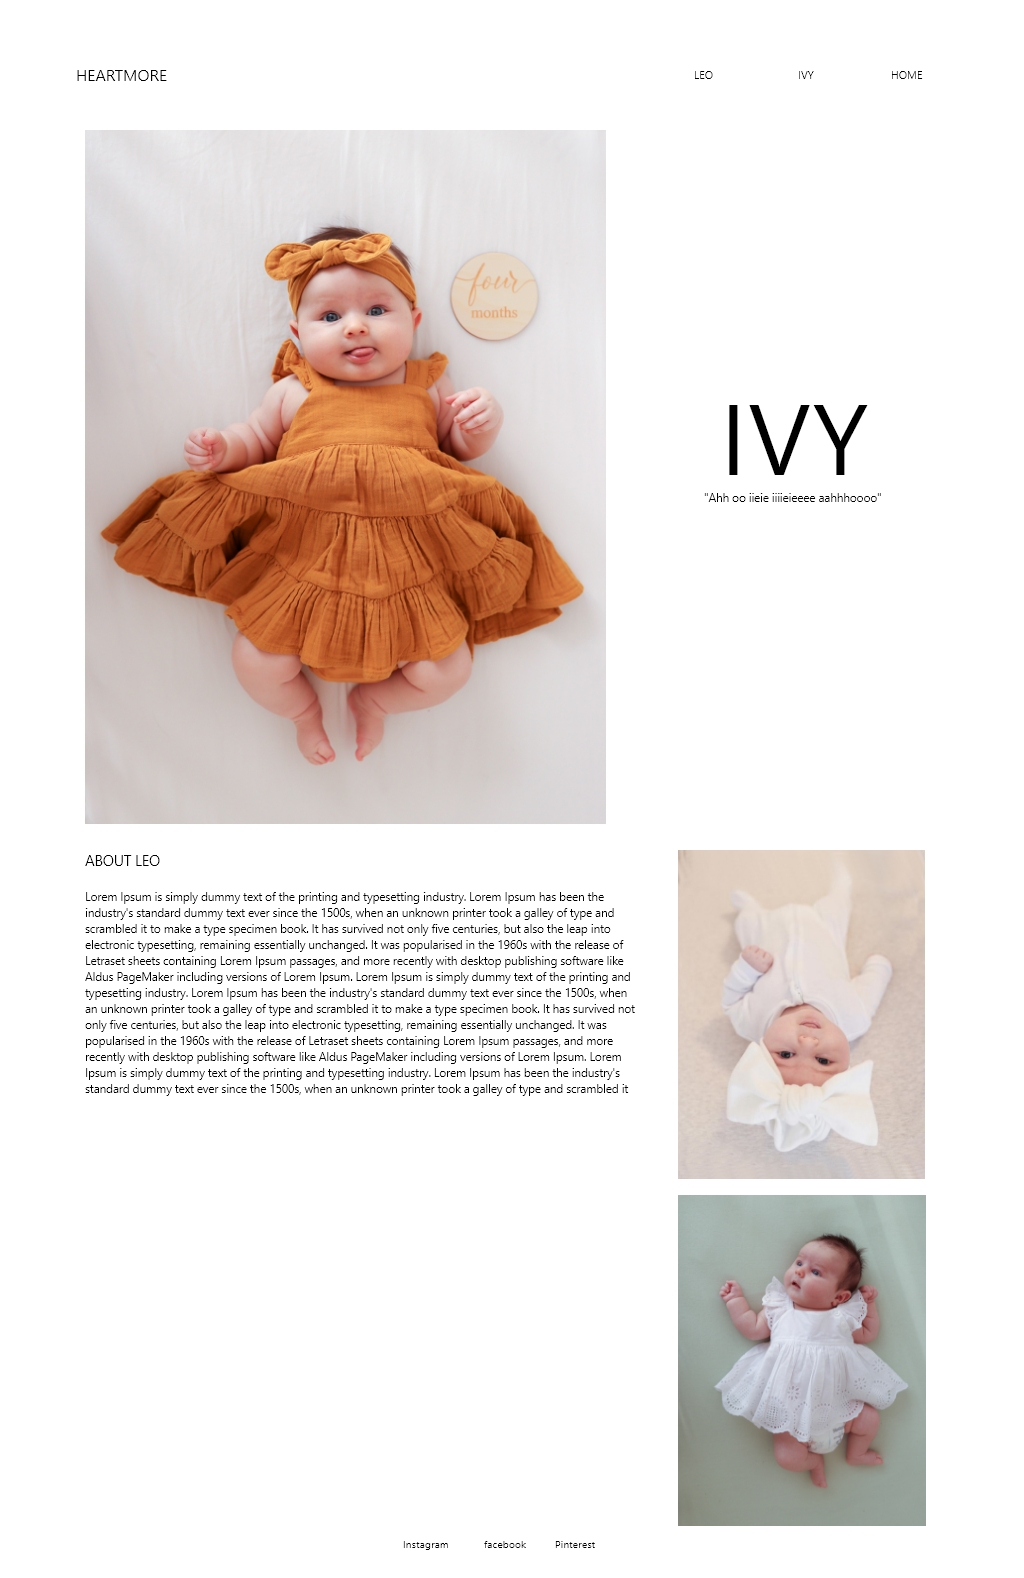 HEARTMORE
LEO IVY HOME
four
months
IVY
"Ahh oo iieie iiiieieeee aahhhoooo"
ABOUT LEO
Lorem Ipsum is simply dummy text of the printing and typesetting industry. Lorem Ipsum has been the
industry's standard dummy text ever since the 1500s, when an unknown printer took a galley of type and
scrambled it to make a type specimen book. It has survived not only five centuries, but also the leap into
electronic typesetting, remaining essentially unchanged. It was popularised in the 1960s with the release of
Letraset sheets containing Lorem Ipsum passages, and more recently with desktop publishing software like
Aldus PageMaker including versions of Lorem Ipsum. Lorem Ipsum is simply dummy text of the printing and
typesetting industry. Lorem Ipsum has been the industry's standard dummy text ever since the 1500s, when
an unknown printer took a galley of type and scrambled it to make a type specimen book. It has survived not
only five centuries, but also the leap into electronic typesetting, remaining essentially unchanged. It was
popularised in the 1960s with the release of Letraset sheets containing Lorem Ipsum passages, and more
recently with desktop publishing software like Aldus PageMaker including versions of Lorem Ipsum. Lorem
Ipsum is simply dummy text of the printing and typesetting industry. Lorem Ipsum has been the industry's
standard dummy text ever since the 1500s, when an unknown printer took a galley of type and scrambled it
Instagram facebook Pinterest